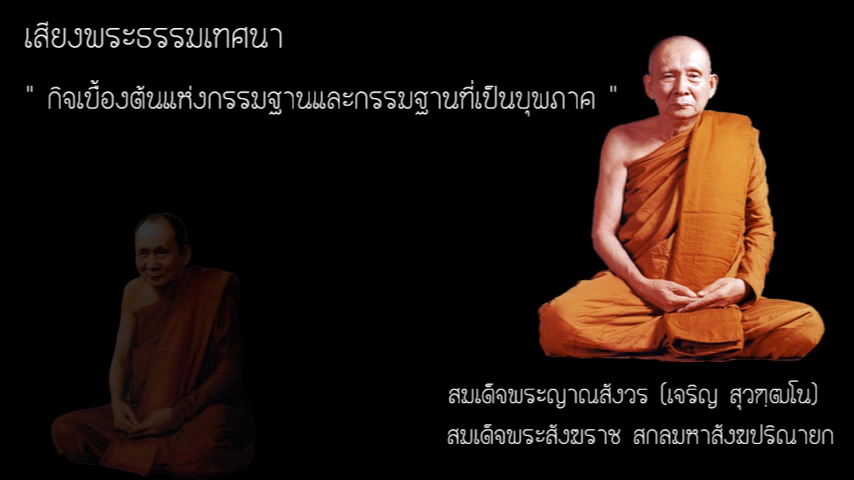 เสียงพระธรรมเทศนา
" กิจเบื้องต้นแห่งกรรมฐานและกรรมฐานที่เป็นบุพภาค "
สมเด็จพระญาณสังวร (เจริญ สุวฑฺฒโน)
สมเด็จพระสังฆราช สกลมหาสังฆปริณายก